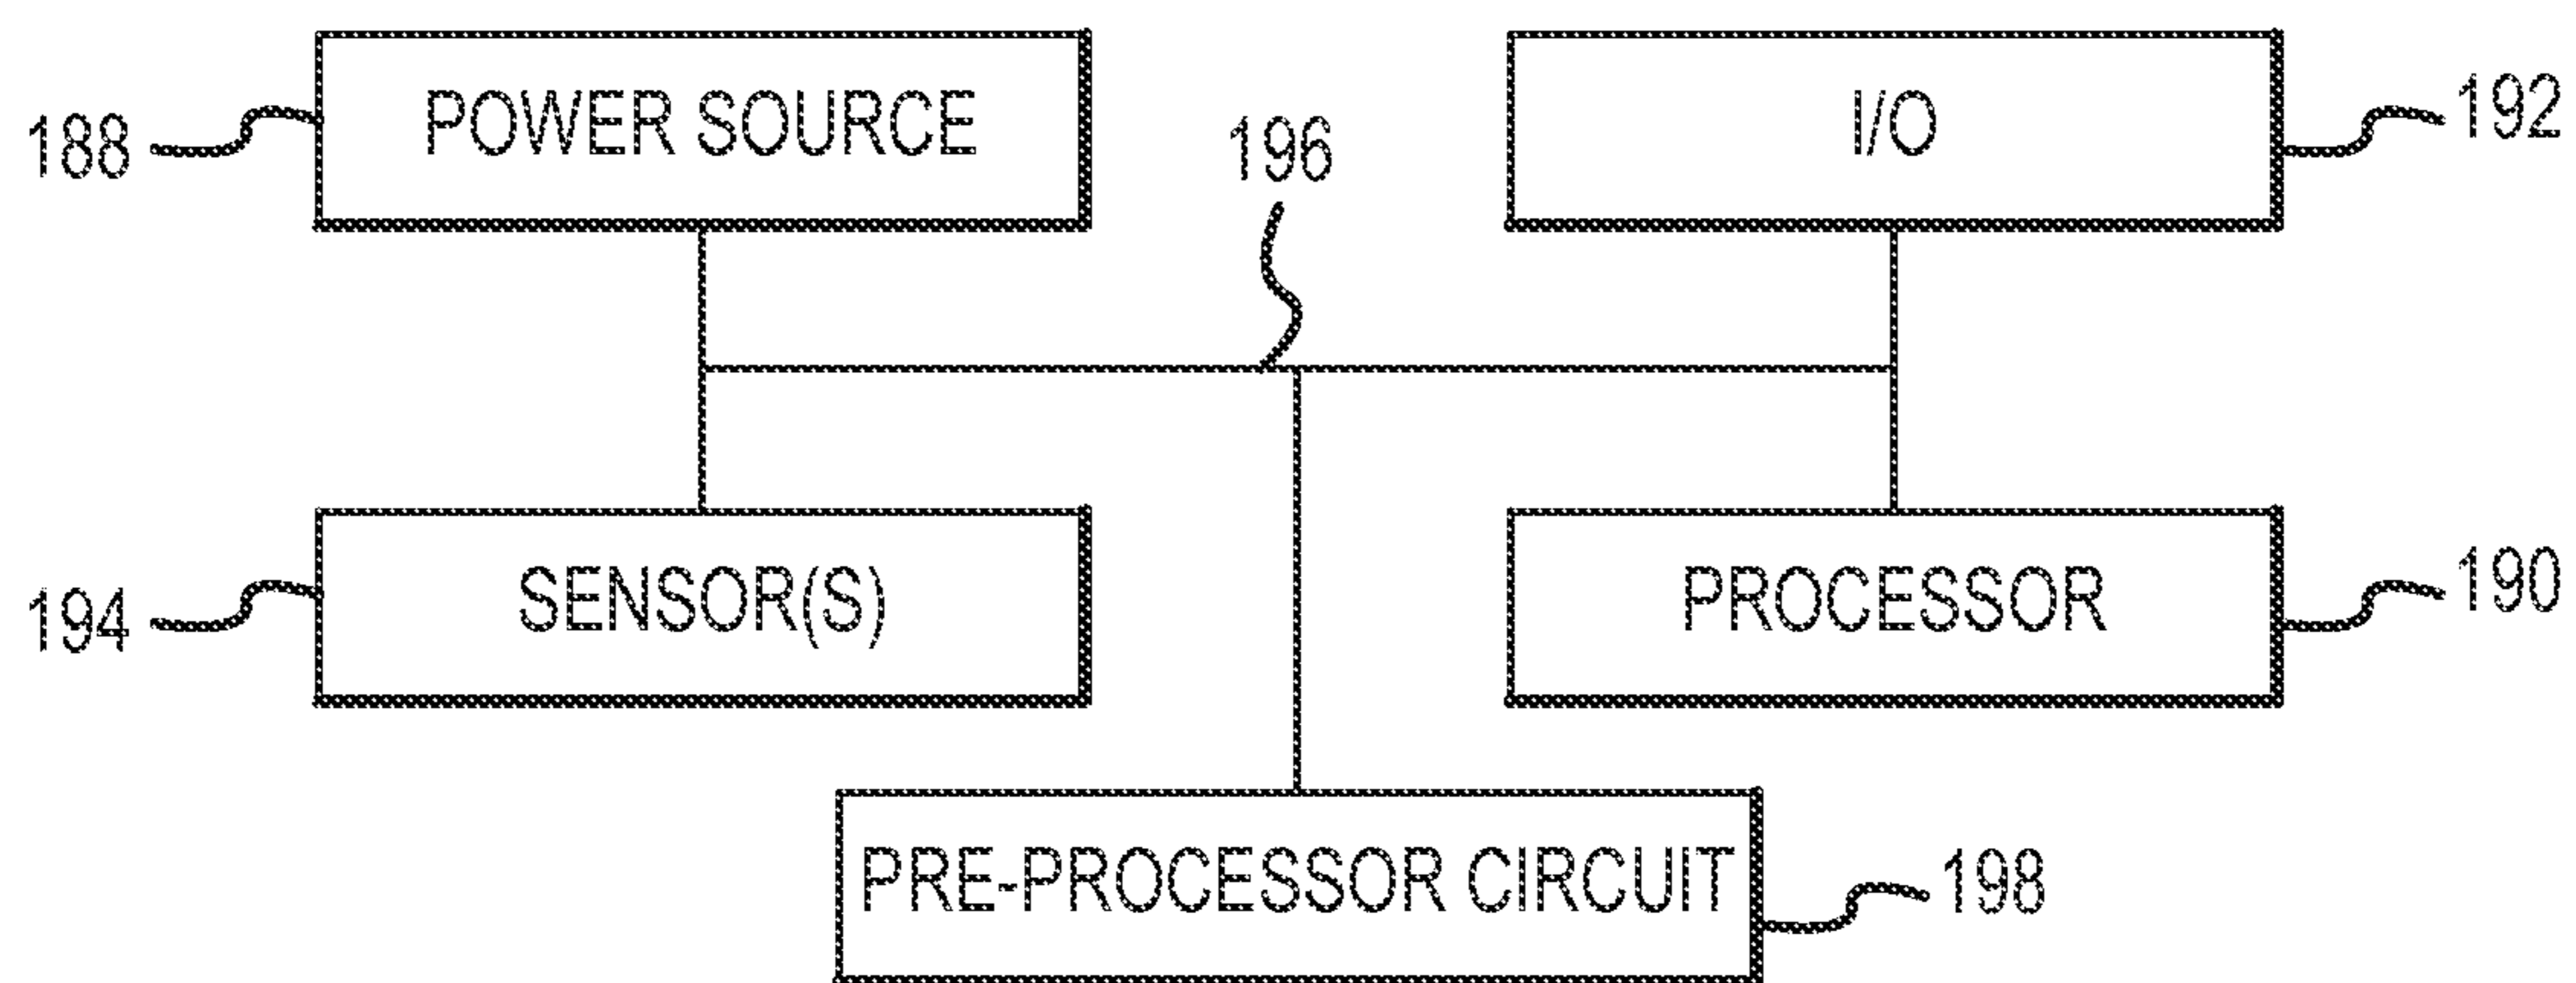 188 POWER SOURCE
196
I/O 192
194 SENSOR(S)
PROCESSOR 190
PRE-PROCESSOR CIRCUIT 198